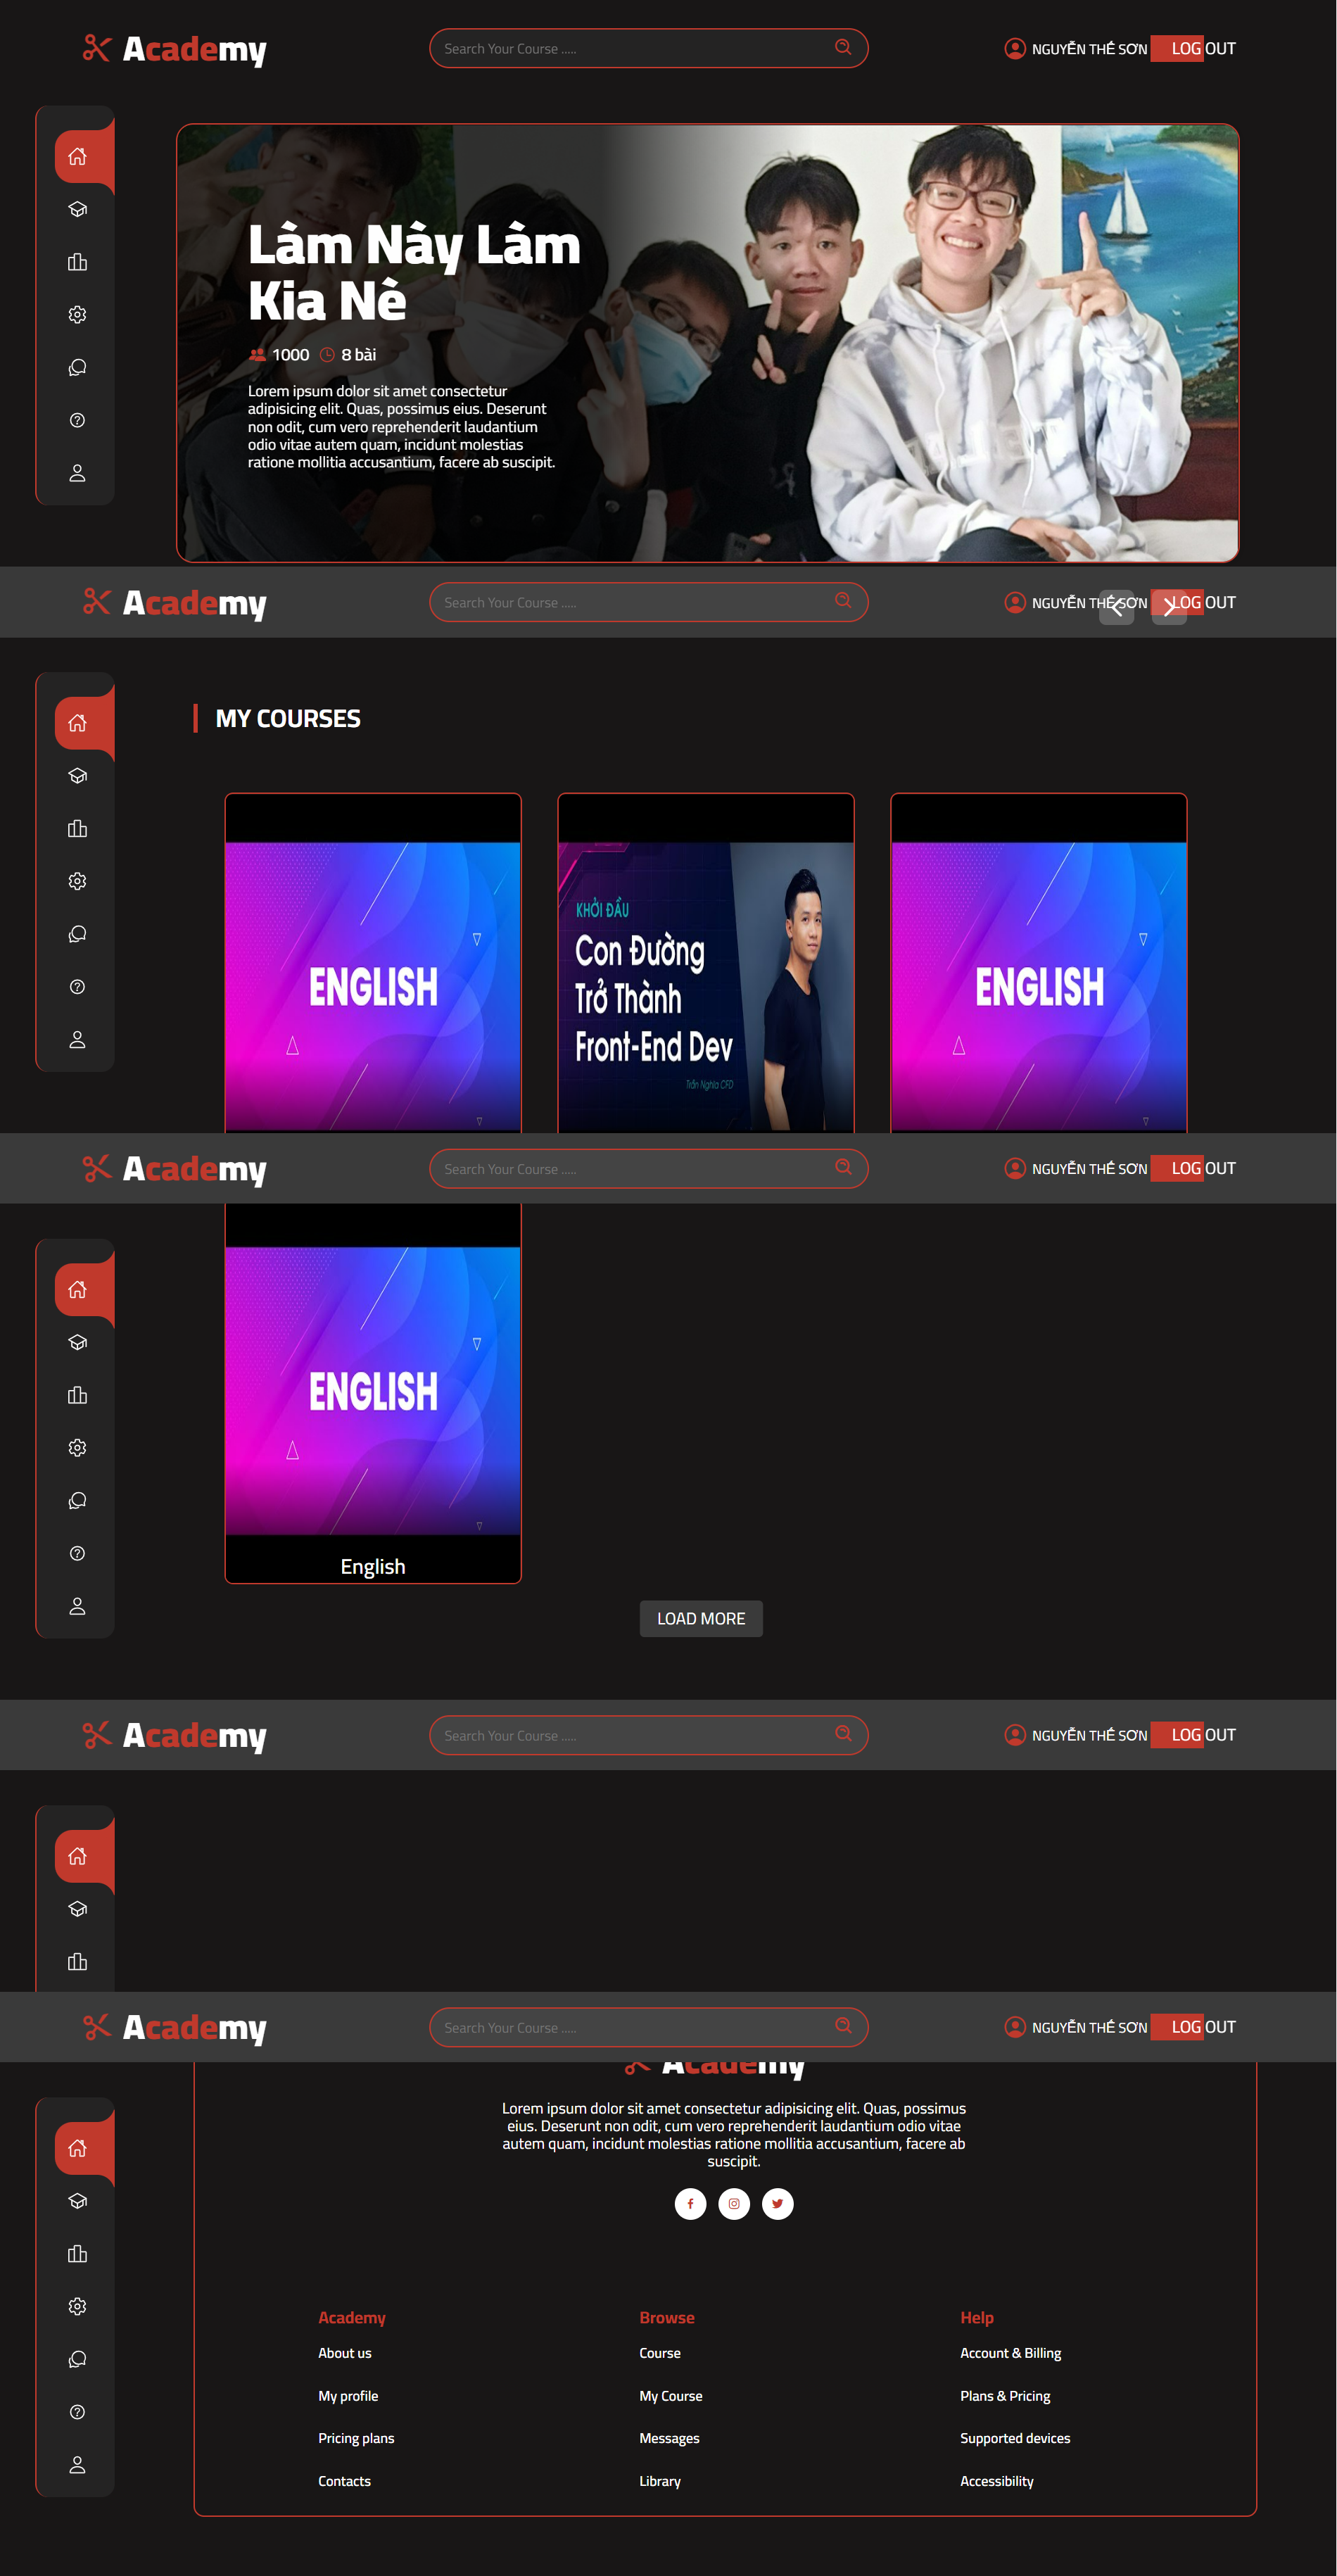 Academy
Search Your Course .....
NGUYỄN THẾ SƠN
LOG OUT
Làm Này Làm
Kia Nè
1000
8 bài
Lorem ipsum dolor sit amet consectetur
adipisicing elit. Quas, possimus eius. Deserunt
non odit, cum vero reprehenderit laudantium
odio vitae autem quam, incidunt molestias
ratione mollitia accusantium, facere ab suscipit.
Academy
Search Your Course .....
NGUYỄN THẾ SƠN
LOG OUT
MY COURSES
ENGLISH
KHỞI ĐẦU
Con Đường
Trở Thành
Front-End Dev
Trần Nghĩa CFD
ENGLISH
Academy
Search Your Course .....
NGUYỄN THẾ SƠN
LOG OUT
ENGLISH
English
LOAD MORE
Academy
Search Your Course .....
NGUYỄN THẾ SƠN
LOG OUT
Academy
Search Your Course .....
NGUYỄN THẾ SƠN
LOG OUT
Academy
Lorem ipsum dolor sit amet consectetur adipisicing elit. Quas, possimus
eius. Deserunt non odit, cum vero reprehenderit laudantium odio vitae
autem quam, incidunt molestias ratione mollitia accusantium, facere ab
suscipit.
Academy
About us
My profile
Pricing plans
Contacts
Browse
Course
My Course
Messages
Library
Help
Account & Billing
Plans & Pricing
Supported devices
Accessibility